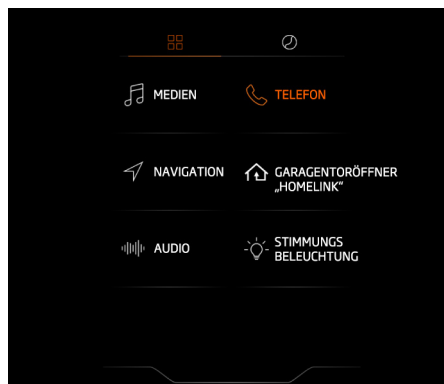 MEDIEN
TELEFON
NAVIGATION
GARAGENTORÖFFNER
„HOMELINK“
AUDIO
STIMMUNGS
BELEUCHTUNG